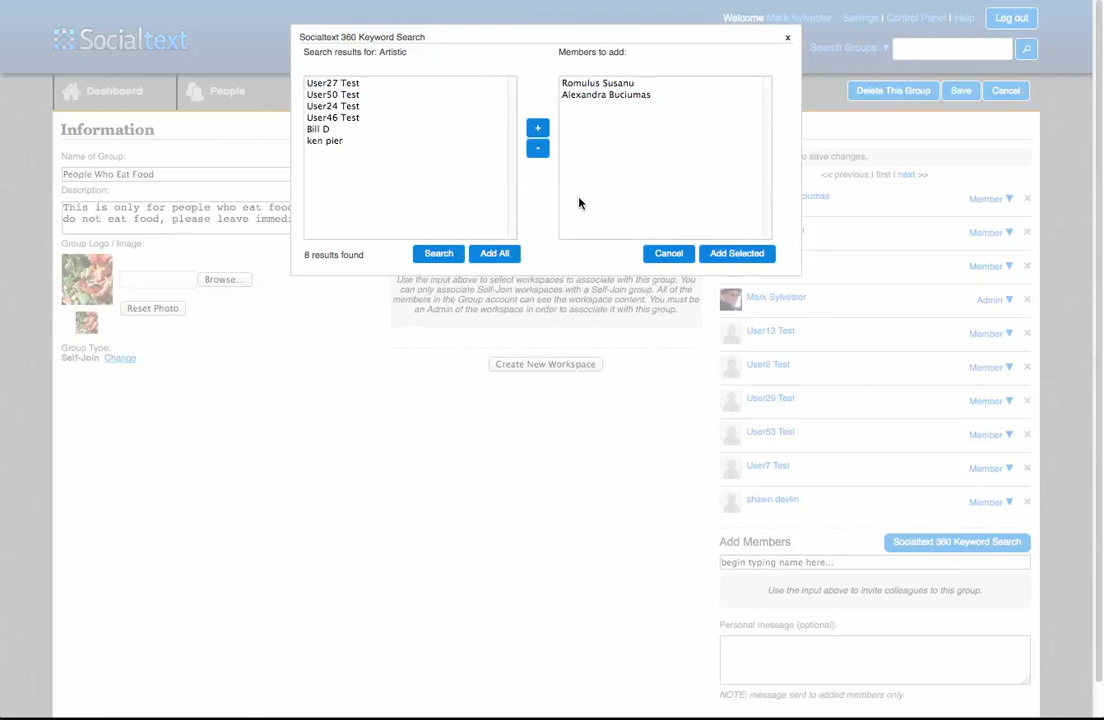 Socialtext
Welcome Mark Sylvester Settings | Control Panel | Help Log out
Search Groups: ▼
Dashboard
People
Delete This Group Save Cancel
Socialtext 360 Keyword Search x
Search results for: Artistic
Members to add:
User27 Test
User50 Test
User24 Test
User46 Test
Bill D
ken pier
+
-
Romulus Susanu
Alexandra Buciumas
8 results found
Search Add All
Cancel Add Selected
Information
Name of Group:
People Who Eat Food
Description:
This is only for people who eat food
do not eat food, please leave immedi
Group Logo / Image:
Browse...
Reset Photo
Group Type:
Self-Join Change
Use the input above to select workspaces to associate with this group. You
can only associate Self-Join workspaces with a Self-Join group. All of the
members in the Group account can see the workspace content. You must be
an Admin of the workspace in order to associate it with this group.
Create New Workspace
o save changes.
<< previous | first | next >>
ciumas Member ▼ x
Member ▼ x
Member ▼ x
Mark Sylvester Admin ▼ x
User13 Test Member ▼ x
User2 Test Member ▼ x
User29 Test Member ▼ x
User53 Test Member ▼ x
User7 Test Member ▼ x
shawn devlin Member ▼ x
Add Members Socialtext 360 Keyword Search
begin typing name here...
Use the input above to invite colleagues to this group.
Personal message (optional):
NOTE: message sent to added members only